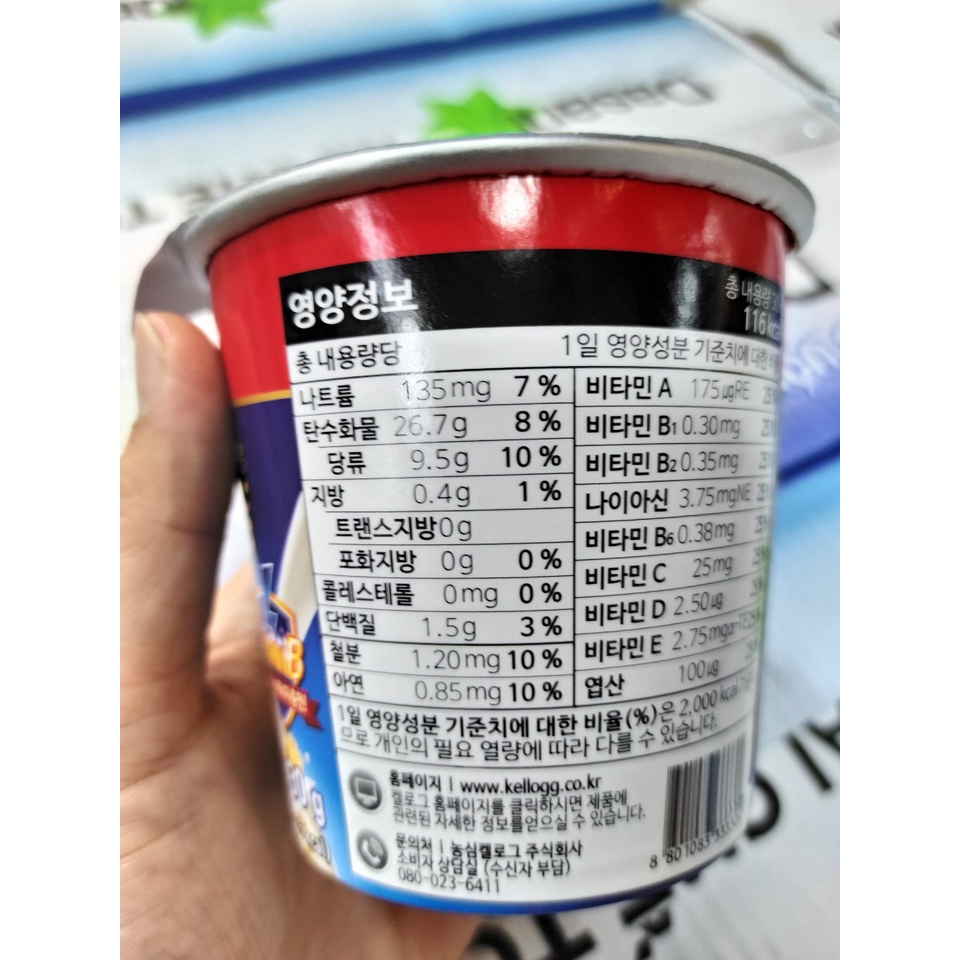 영양정보
총 내용량
116 kcal
총 내용량당 1일 영양성분 기준치에 대한
나트륨 135mg 7 % 비타민 A 175㎍RE
탄수화물 26.7g 8 % 비타민 B1 0.30mg
당류 9.5g 10 % 비타민 B2 0.35mg
지방 0.4g 1 % 나이아신 3.75mgNE
트랜스지방 0g 비타민 B6 0.38mg
포화지방 0g 0 % 비타민 C 25mg
콜레스테롤 0mg 0 % 비타민 D 2.50㎍
단백질 1.5g 3 % 비타민 E 2.75mgα-TE
철분 1.20mg 10 % 엽산 100㎍
아연 0.85mg 10 %
1일 영양성분 기준치에 대한 비율(%)은 2,000 kcal
므로 개인의 필요 열량에 따라 다를 수 있습니다.
홈페이지 | www.kellogg.co.kr
켈로그 홈페이지를 클릭하시면 제품에
관련된 자세한 정보를얻으실 수 있습니다.
문의처 | 농심켈로그 주식회사
소비자 상담실 (수신자 부담)
080-023-6411